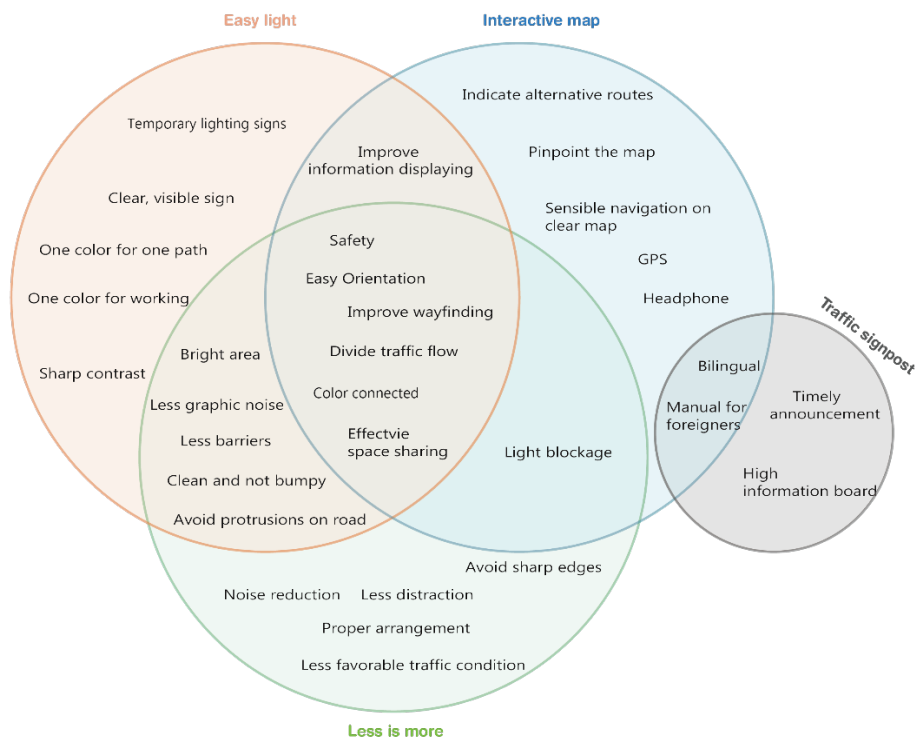 Easy light
Interactive map
Indicate alternative routes
Temporary lighting signs
Improve
information displaying
Pinpoint the map
Clear, visible sign
Sensible navigation on
clear map
Safety
One color for one path
GPS
Easy Orientation
One color for working
Headphone
Improve wayfinding
Traffic signpost
Bright area
Divide traffic flow
Bilingual
Sharp contrast
Color connected
Timely
announcement
Less graphic noise
Manual for
foreigners
Less barriers
Effectvie
space sharing
Light blockage
Clean and not bumpy
High
information board
Avoid protrusions on road
Avoid sharp edges
Noise reduction
Less distraction
Proper arrangement
Less favorable traffic condition
Less is more